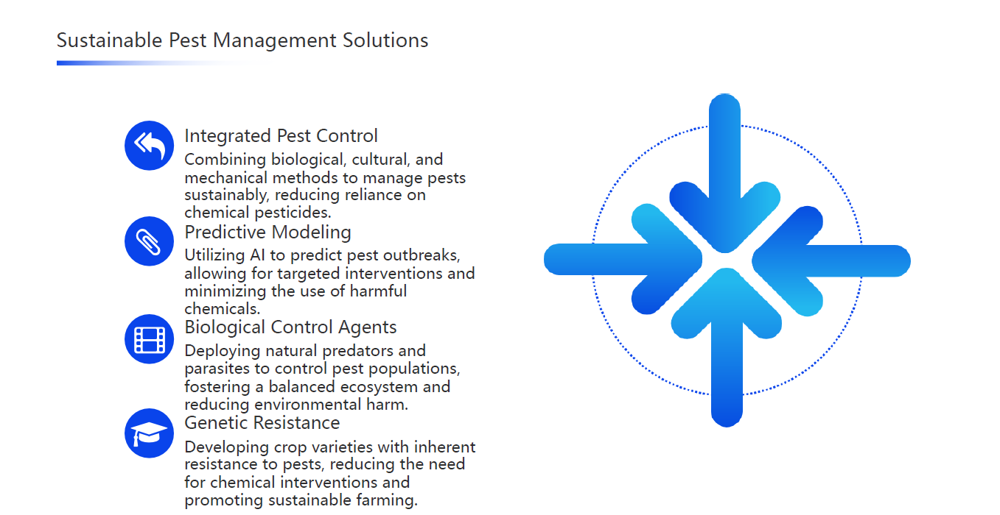 Sustainable Pest Management Solutions
Integrated Pest Control
Combining biological, cultural, and
mechanical methods to manage pests
sustainably, reducing reliance on
chemical pesticides.
Predictive Modeling
Utilizing AI to predict pest outbreaks,
allowing for targeted interventions and
minimizing the use of harmful
chemicals.
Biological Control Agents
Deploying natural predators and
parasites to control pest populations,
fostering a balanced ecosystem and
reducing environmental harm.
Genetic Resistance
Developing crop varieties with inherent
resistance to pests, reducing the need
for chemical interventions and
promoting sustainable farming.